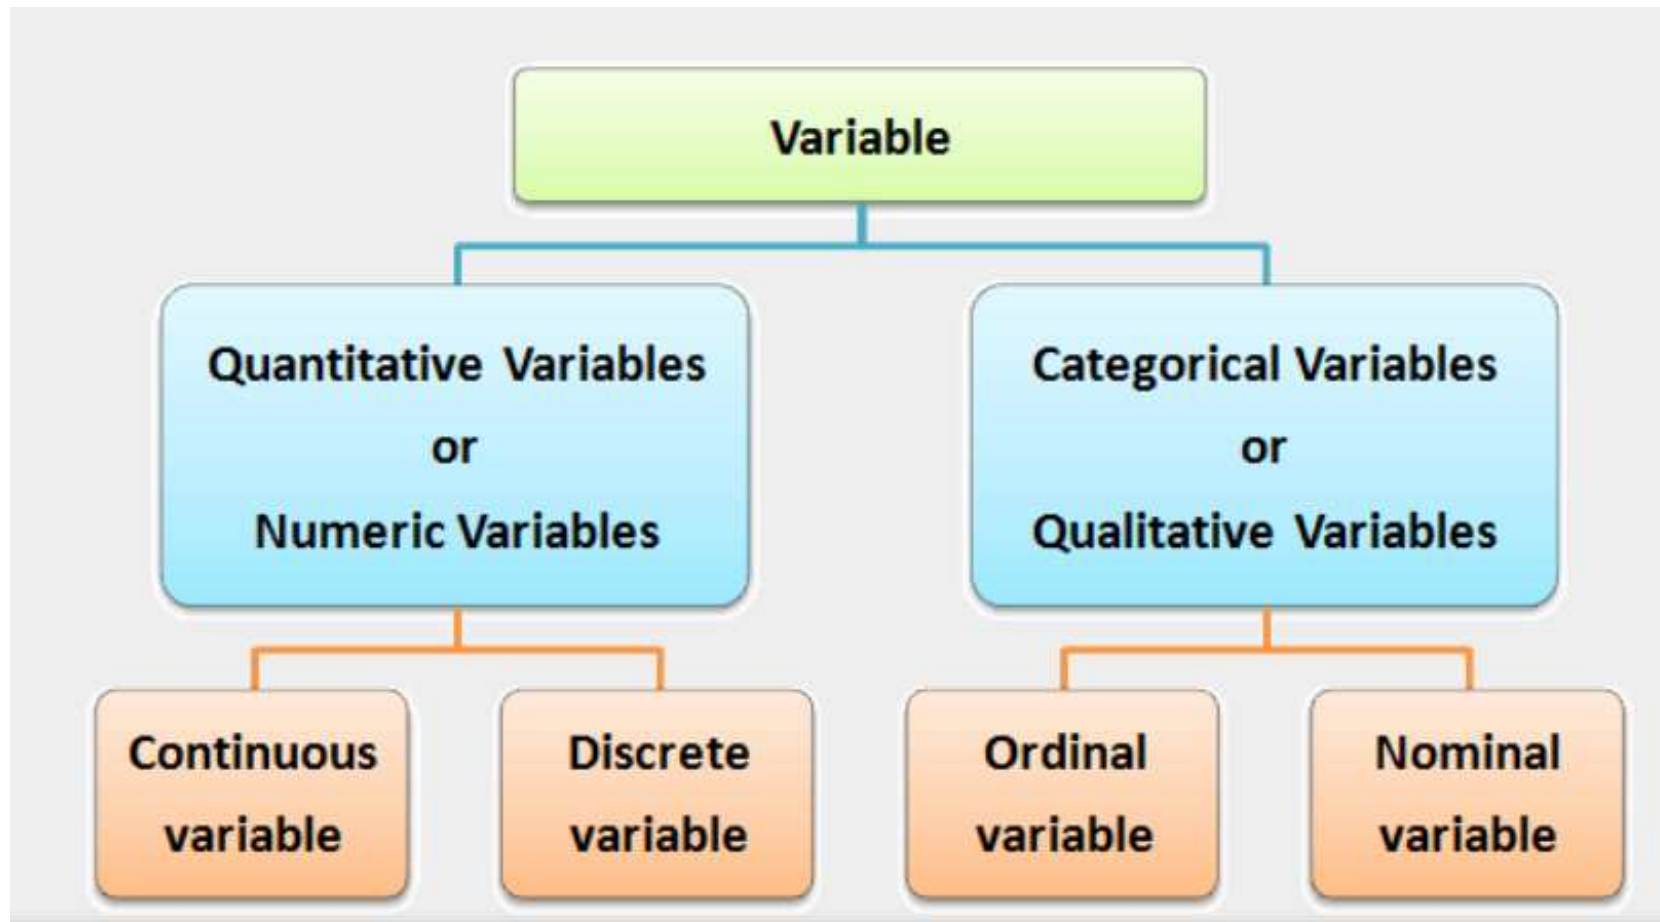 Variable
Quantitative Variables
or
Numeric Variables
Categorical Variables
or
Qualitative Variables
Continuous
variable
Discrete
variable
Ordinal
variable
Nominal
variable